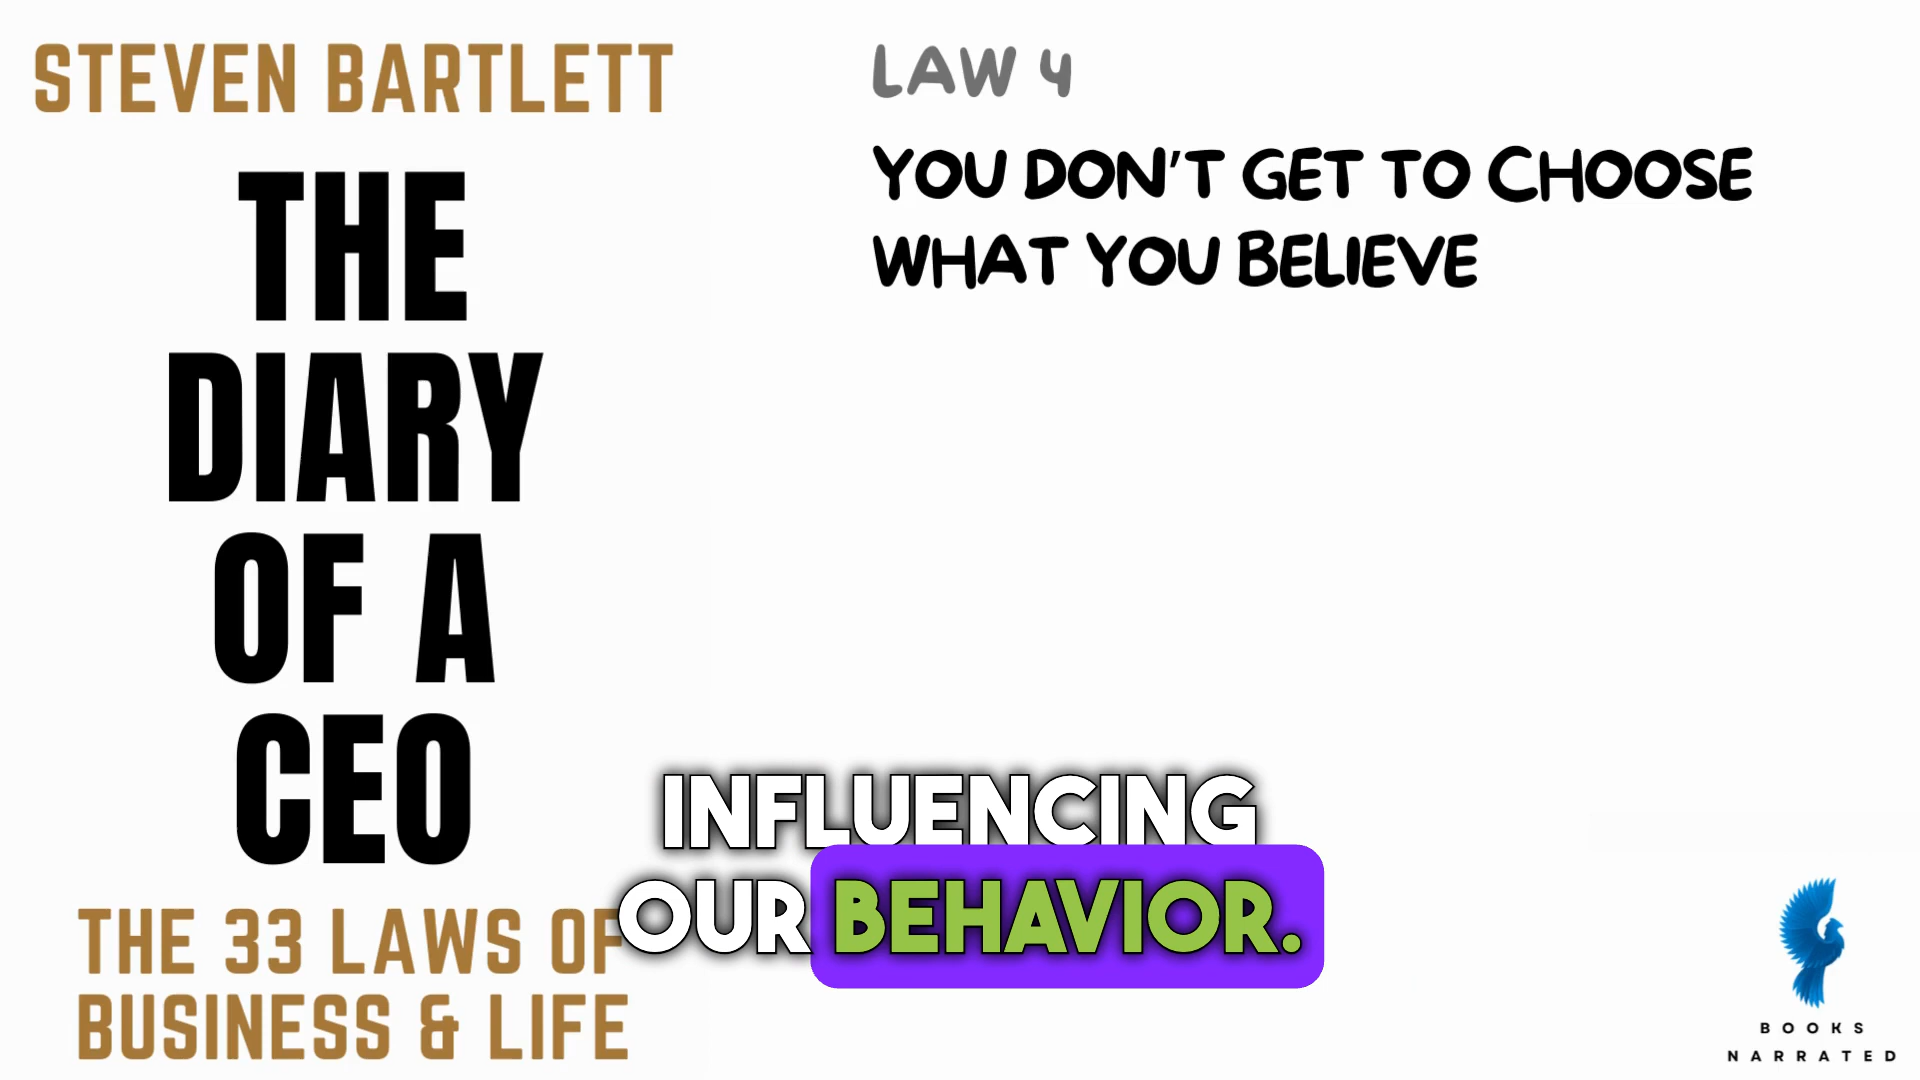 STEVEN BARTLETT
THE
DIARY
OF A
CEO
THE 33 LAWS OF
BUSINESS & LIFE
LAW 4
YOU DON'T GET TO CHOOSE
WHAT YOU BELIEVE
INFLUENCING
OUR BEHAVIOR.
BOOKS
NARRATED